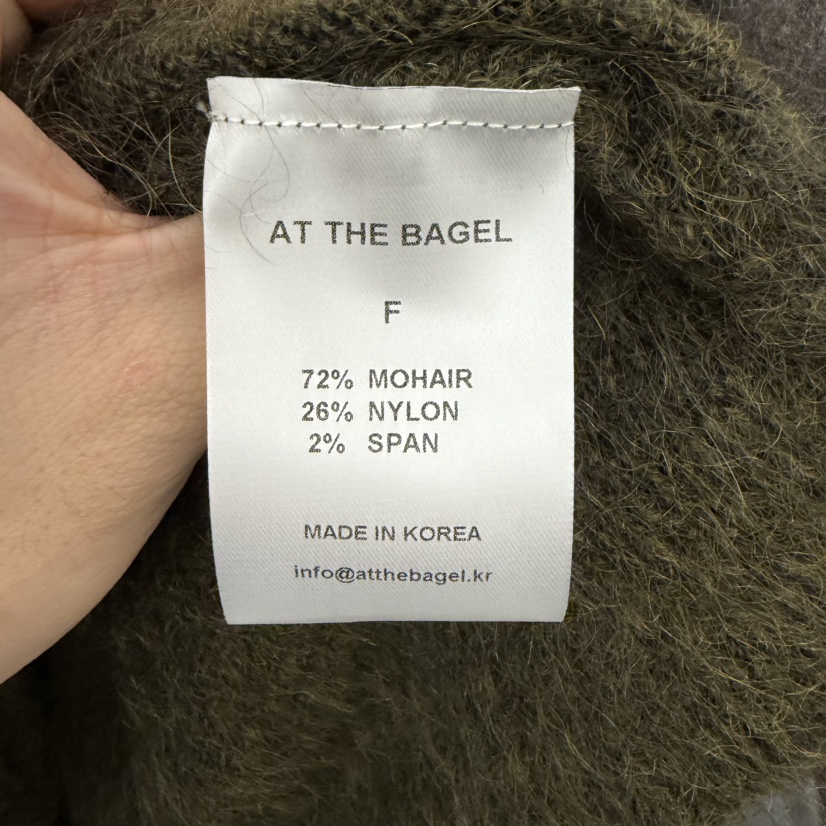 AT THE BAGEL
F
72% MOHAIR
26% NYLON
2% SPAN
MADE IN KOREA
info@atthebagel.kr